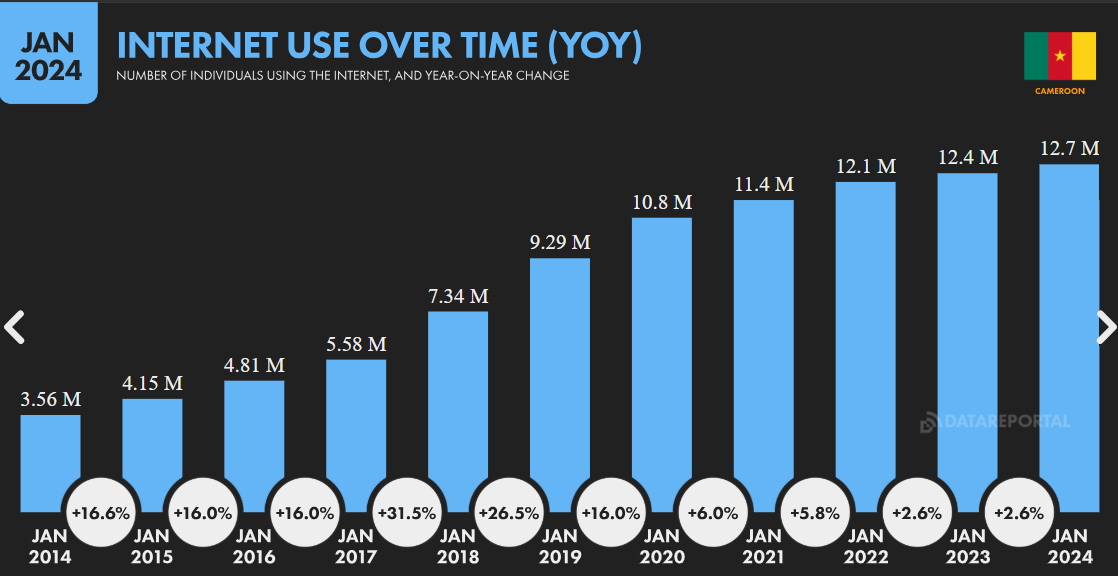 JAN
2024
INTERNET USE OVER TIME (YOY)
NUMBER OF INDIVIDUALS USING THE INTERNET, AND YEAR-ON-YEAR CHANGE
CAMEROON
3.56 M
4.15 M
4.81 M
5.58 M
7.34 M
9.29 M
10.8 M
11.4 M
12.1 M
12.4 M
12.7 M
DATAREPORTAL
+16.6%
+16.0%
+16.0%
+31.5%
+26.5%
+16.0%
+6.0%
+5.8%
+2.6%
+2.6%
JAN
2014
JAN
2015
JAN
2016
JAN
2017
JAN
2018
JAN
2019
JAN
2020
JAN
2021
JAN
2022
JAN
2023
JAN
2024